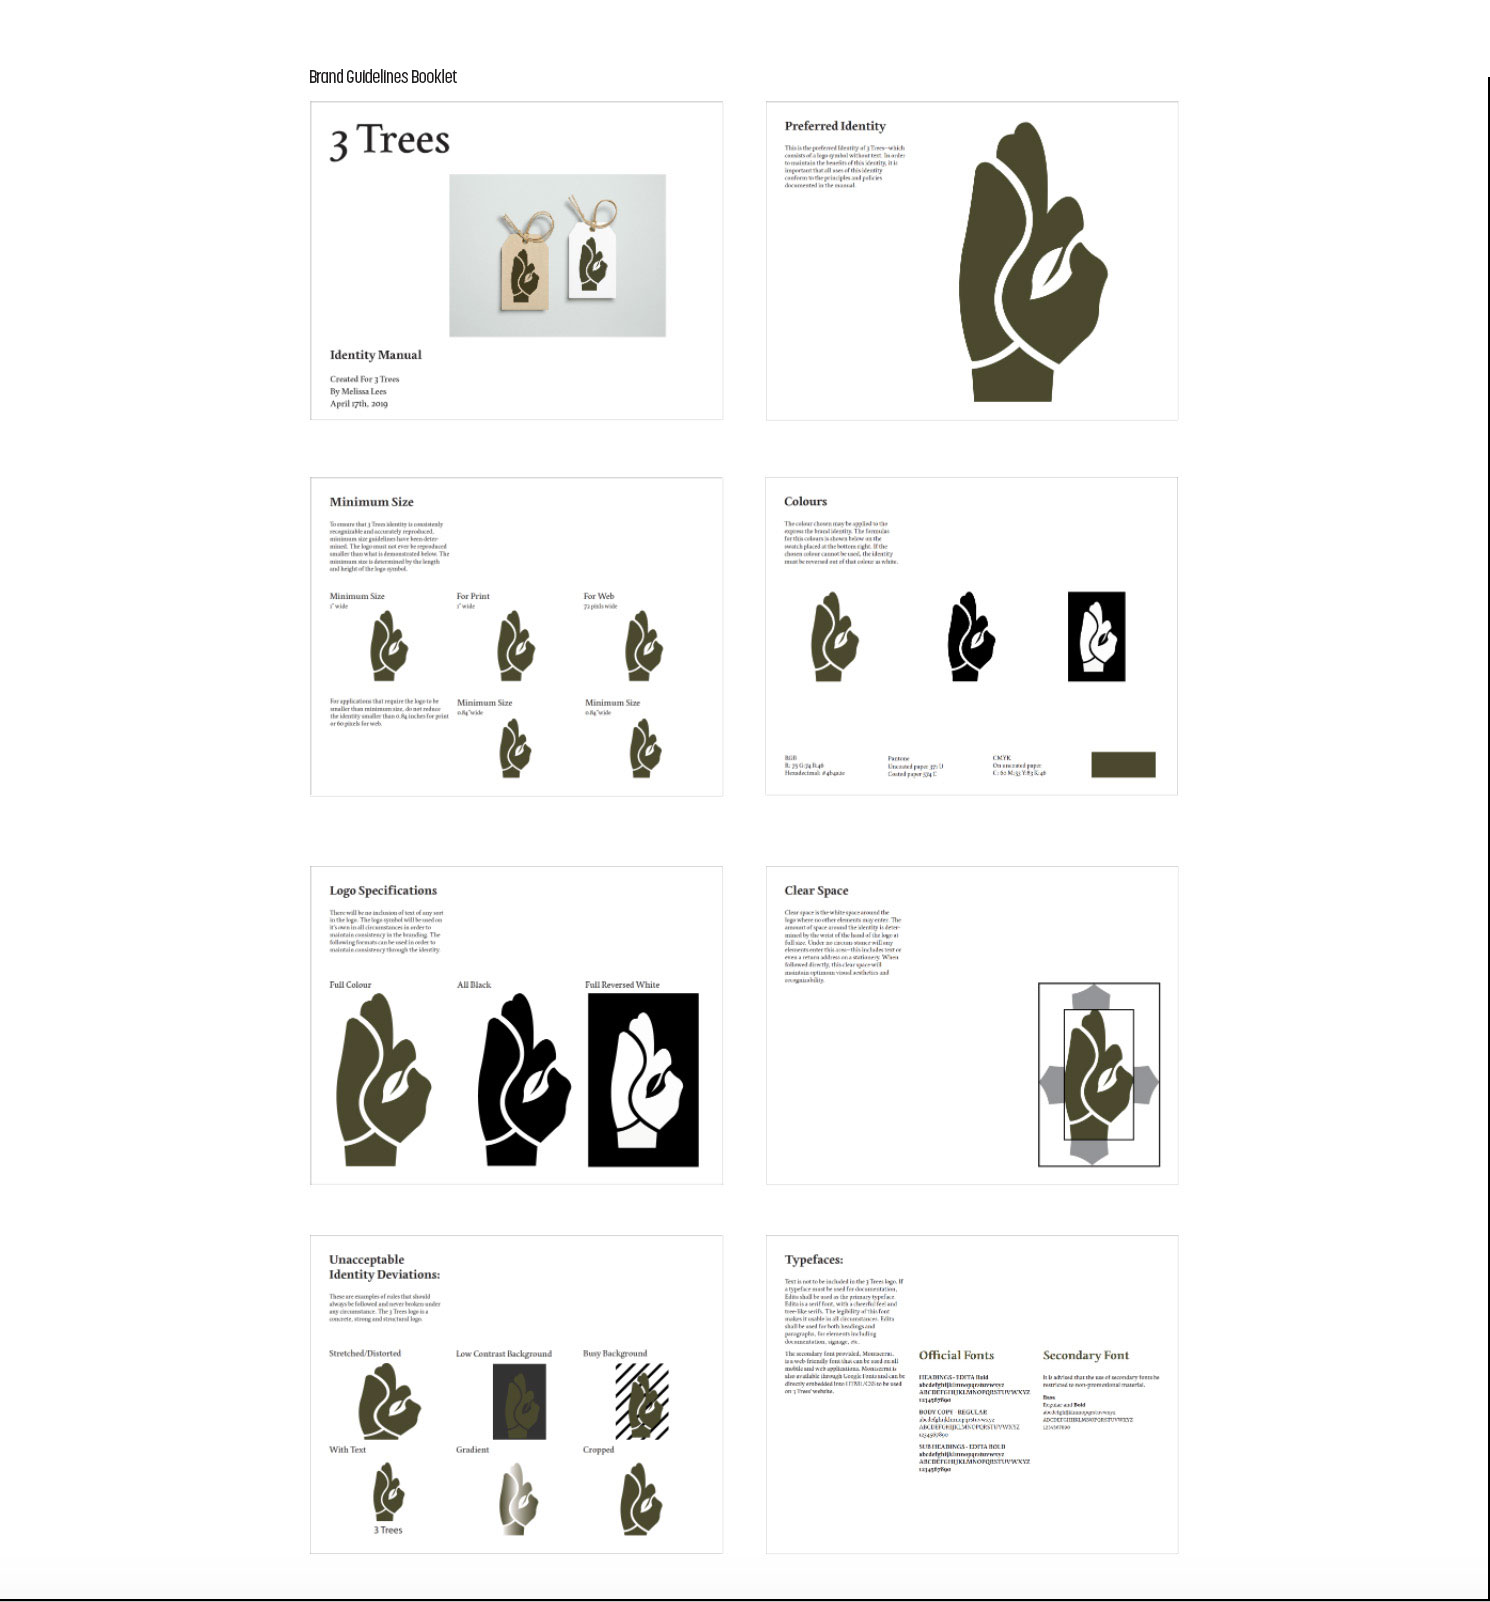 Brand Guidelines Booklet
3 Trees
Identity Manual
Created For 3 Trees
By Melissa Lees
April 17th, 2019
Preferred Identity
This is the preferred Identity of 3 Trees–which
consists of a logo symbol without text. In order
to maintain the benefits of this identity, it is
important that all uses of this identity
conform to the principles and policies
documented in the manual.
Minimum Size
To ensure that 3 Trees identity is consistenly
recognizable and accurately reproduced,
minimum size guidelines have been deter-
mined. The logo must not ever be reproduced
smaller than what is demonstrated below. The
minimum size is determined by the length
and height of the logo symbol.
Minimum Size
1" wide
For Print
1" wide
For Web
72 pixls wide
For applications that require the logo to be
smaller than minimum size, do not reduce
the identity smaller than 0.84 inches for print
or 60 pixels for web.
Minimum Size
0.84"wide
Minimum Size
0.84"wide
Colours
The colour chosen may be applied to the
express the brand identity. The formulas
for this colours is shown below on the
swatch placed at the bottom right. If the
chosen colour cannot be used, the identity
must be reversed out of that colour as white.
RGB
R: 75 G:74 B:46
Hexadecimal: #4b4a2e
Pantone
Uncoated paper 371 U
Coated paper 574 C
CMYK
On uncoated paper
C: 60 M:55 Y:83 K:46
Logo Specifications
There will be no inclusion of text of any sort
in the logo. The logo symbol will be used on
it's own in all circumstances in order to
maintain consistency in the branding. The
following formats can be used in order to
maintain consistency through the identity.
Full Colour
All Black
Full Reversed White
Clear Space
Clear space is the white space around the
logo where no other elements may enter. The
amount of space around the identity is deter-
mined by the wrist of the hand of the logo at
full size. Under no circum stance will any
elements enter this area–this includes text or
even a return address on a stationery. When
followed directly, this clear space will
maintain optimum visual aesthetics and
recognizability.
Unacceptable
Identity Deviations:
These are examples of rules that should
always be followed and never broken under
any circumstance. The 3 Trees logo is a
concrete, strong and structured logo.
Stretched/Distorted
Low Contrast Background
Busy Background
With Text
Gradient
Cropped
3 Trees
Typefaces:
Text is not to be included in the 3 Trees logo. If
a typeface must be used for documentation,
Edita shall be used as the primary typeface.
Edita is a serif font, with a cheerful feel and
tree-like serifs. The legibility of this font
makes it usable in all circumstances. Edita
shall be used for both headings and
paragraphs, for elements including
documentation, signage, etc.
The secondary font provided, Montserrat,
is a web friendly font that can be used on all
mobile and web applications. Montserrat is
also available through Google Fonts and can be
directly embedded into HTML/CSS to be used
on 3 Trees' website.
Official Fonts
HEADINGS - EDITA Bold
abcdefghijklmnopqrstuvwxyz
ABCDEFGHIJKLMNOPQRSTUVWXYZ
1234567890
BODY COPY - REGULAR
abcdefghijklmnopqrstuvwxyz
ABCDEFGHIJKLMNOPQRSTUVWXYZ
1234567890
SUB HEADINGS - EDITA BOLD
abcdefghijklmnopqrstuvwxyz
ABCDEFGHIJKLMNOPQRSTUVWXYZ
1234567890
Secondary Font
It is advised that the use of secondary fonts be
restricted to non-promotional material.
Regular and Bold
abcdefghijklmnopqrstuvwxyz
ABCDEFGHIJKLMNOPQRSTUVWXYZ
1234567890